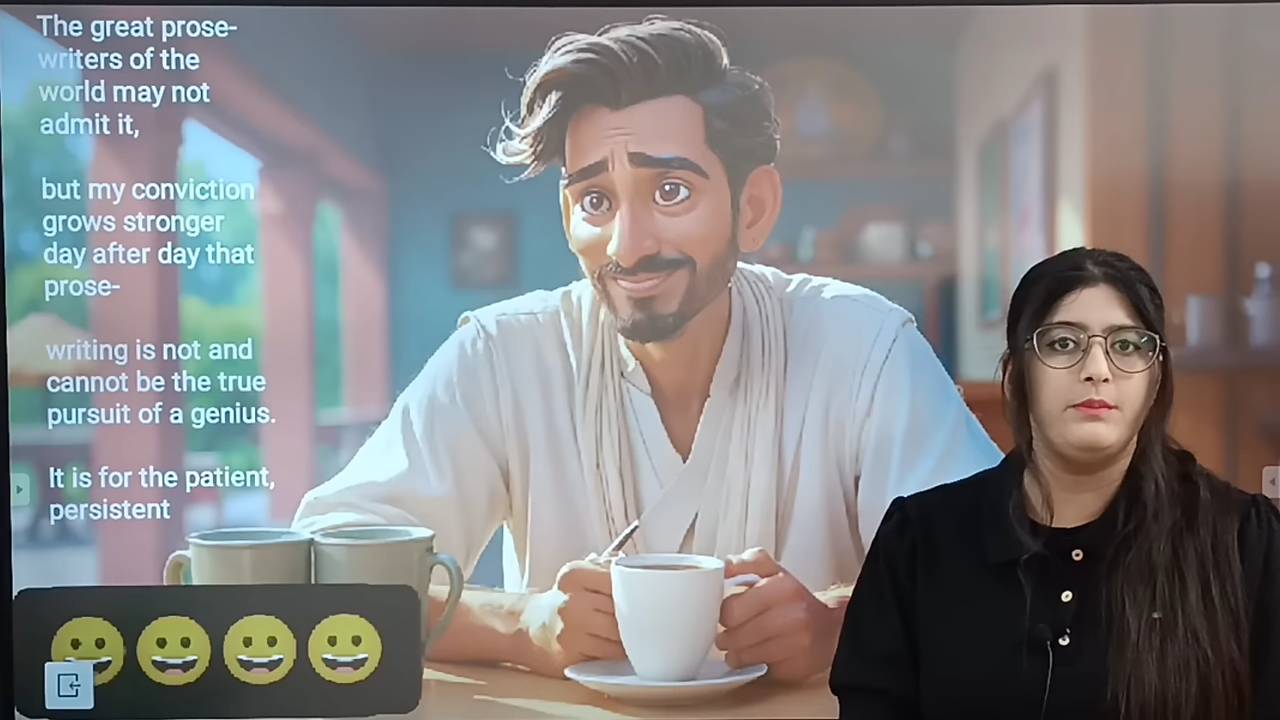 The great prose-
writers of the
world may not
admit it,
but my conviction
grows stronger
day after day that
prose-
writing is not and
cannot be the true
pursuit of a genius.
It is for the patient,
persistent